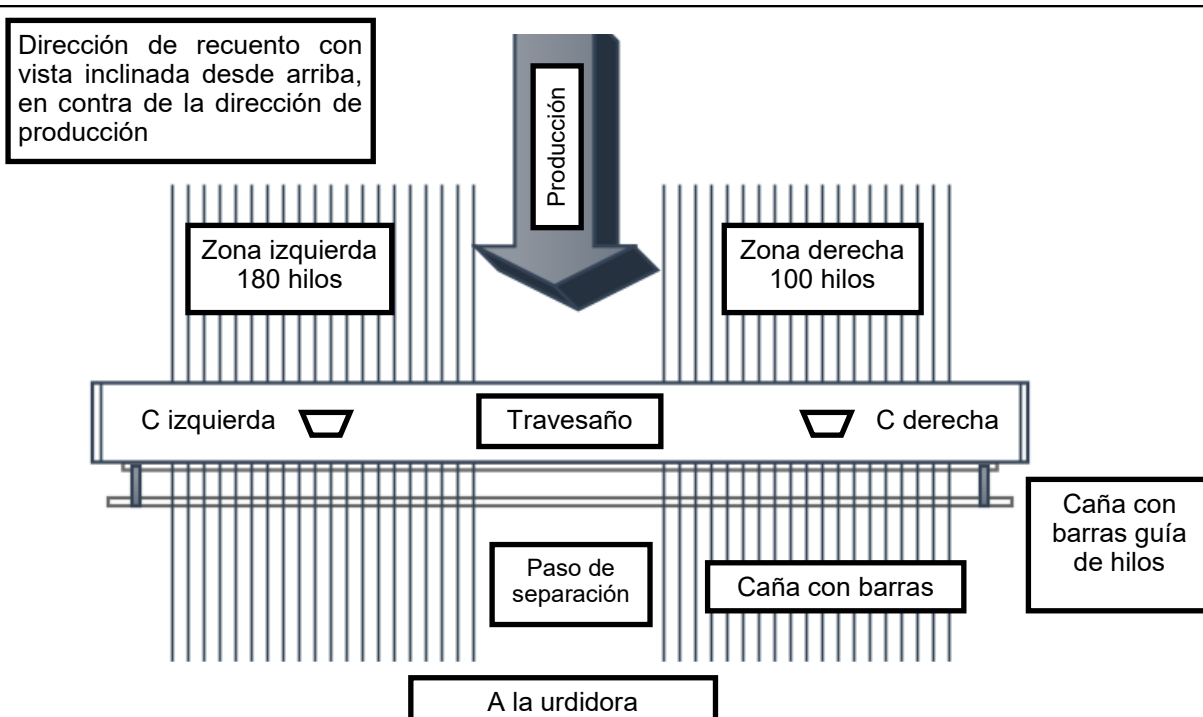 Dirección de recuento con
vista inclinada desde arriba,
en contra de la dirección de
producción
Producción
Zona izquierda
180 hilos
Zona derecha
100 hilos
C izquierda
Travesaño
C derecha
Caña con
barras guía
de hilos
Paso de
separación
Caña con barras
A la urdidora